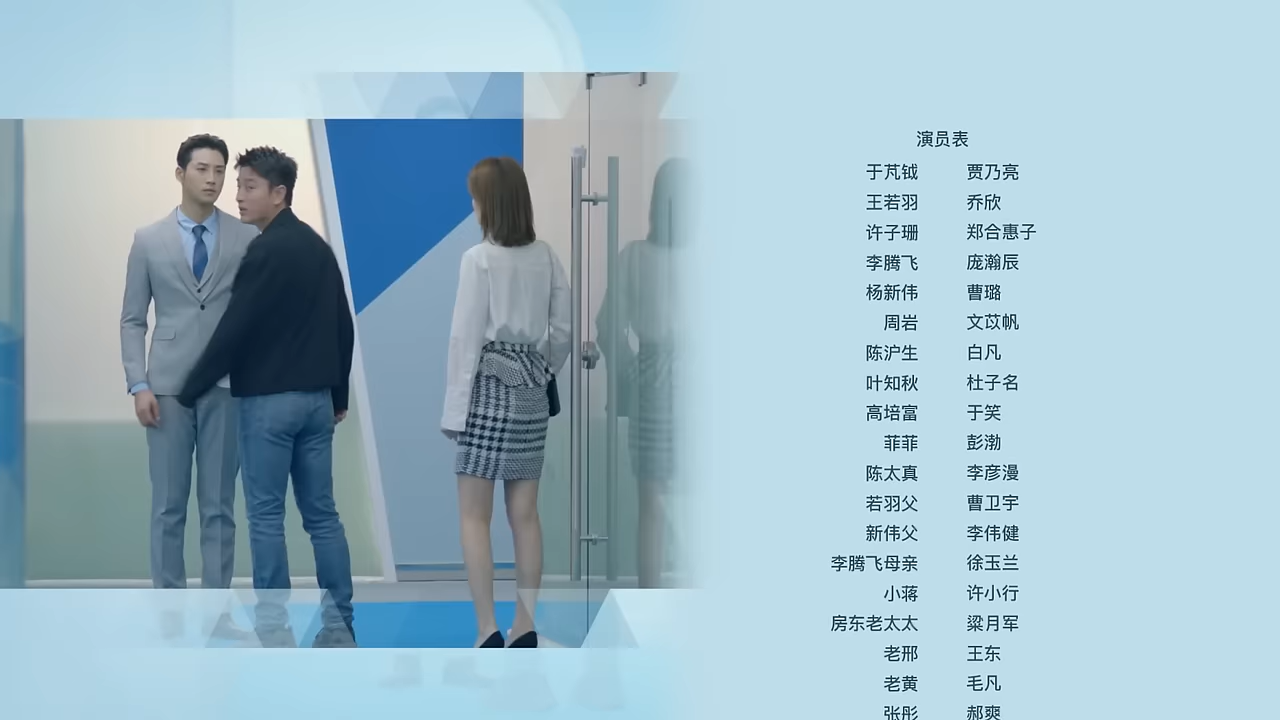 演员表
于芃钺 贾乃亮
王若羽 乔欣
许子珊 郑合惠子
李腾飞 庞瀚辰
杨新伟 曹璐
周岩 文苡帆
陈沪生 白凡
叶知秋 杜子名
高培富 于笑
菲菲 彭渤
陈太真 李彦漫
若羽父 曹卫宇
新伟父 李伟健
李腾飞母亲 徐玉兰
小蒋 许小行
房东老太太 梁月军
老邢 王东
老黄 毛凡
张彤 郝爽